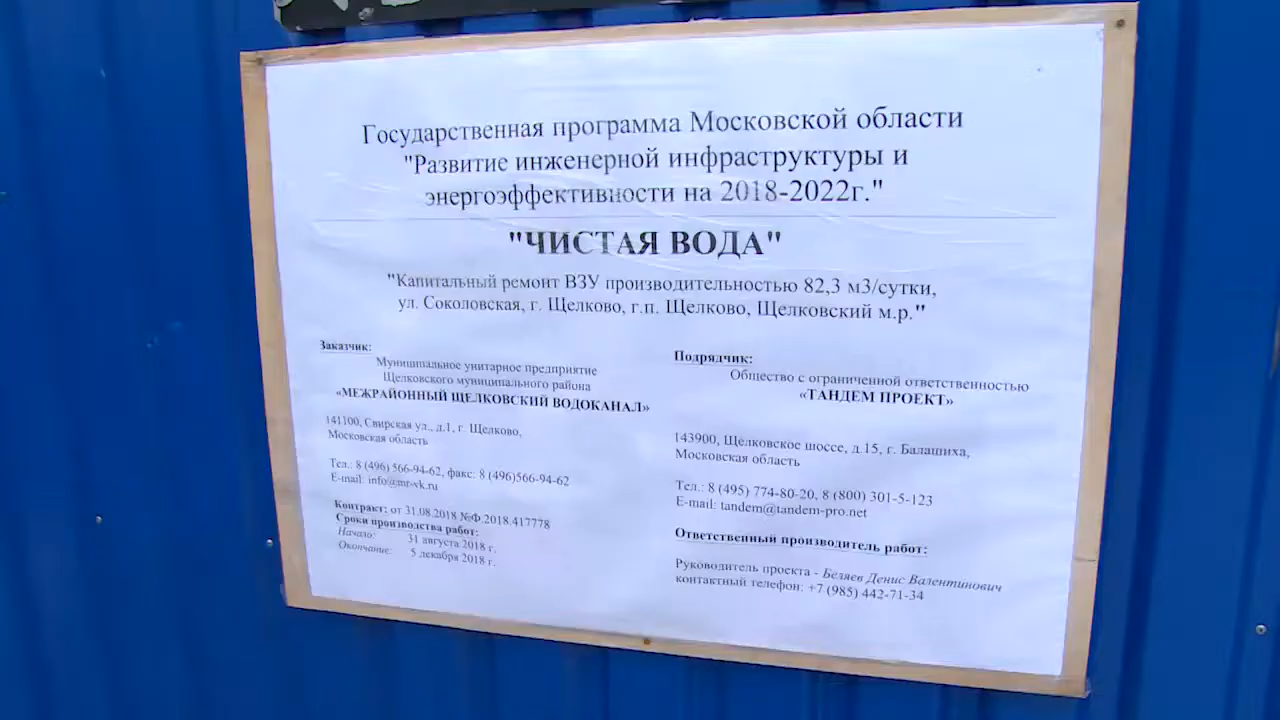 Государственная программа Московской области
"Развитие инженерной инфраструктуры и
энергоэффективности на 2018-2022г."
"ЧИСТАЯ ВОДА"
"Капитальный ремонт ВЗУ производительностью 82,3 м3/сутки,
ул. Соколовская, г. Щелково, г.п. Щелково, Щелковский м.р."
Заказчик:
Муниципальное унитарное предприятие
Щелковского муниципального района
«МЕЖРАЙОННЫЙ ЩЕЛКОВСКИЙ ВОДОКАНАЛ»
141100, Свирская ул., д.1, г. Щелково,
Московская область
Тел.: 8 (496) 566-94-62, факс: 8 (496)566-94-62
E-mail: info@mr-vk.ru
Контракт: от 31.08.2018 №Ф.2018.417778
Сроки производства работ:
Начало: 31 августа 2018 г.
Окончание: 5 декабря 2018 г.
Подрядчик:
Общество с ограниченной ответственностью
«ТАНДЕМ ПРОЕКТ»
143900, Щелковское шоссе, д.15, г. Балашиха,
Московская область
Тел.: 8 (495) 774-80-20, 8 (800) 301-5-123
E-mail: tandem@tandem-pro.net
Ответственный производитель работ:
Руководитель проекта - Беляев Денис Валентинович
контактный телефон: +7 (985) 442-71-34